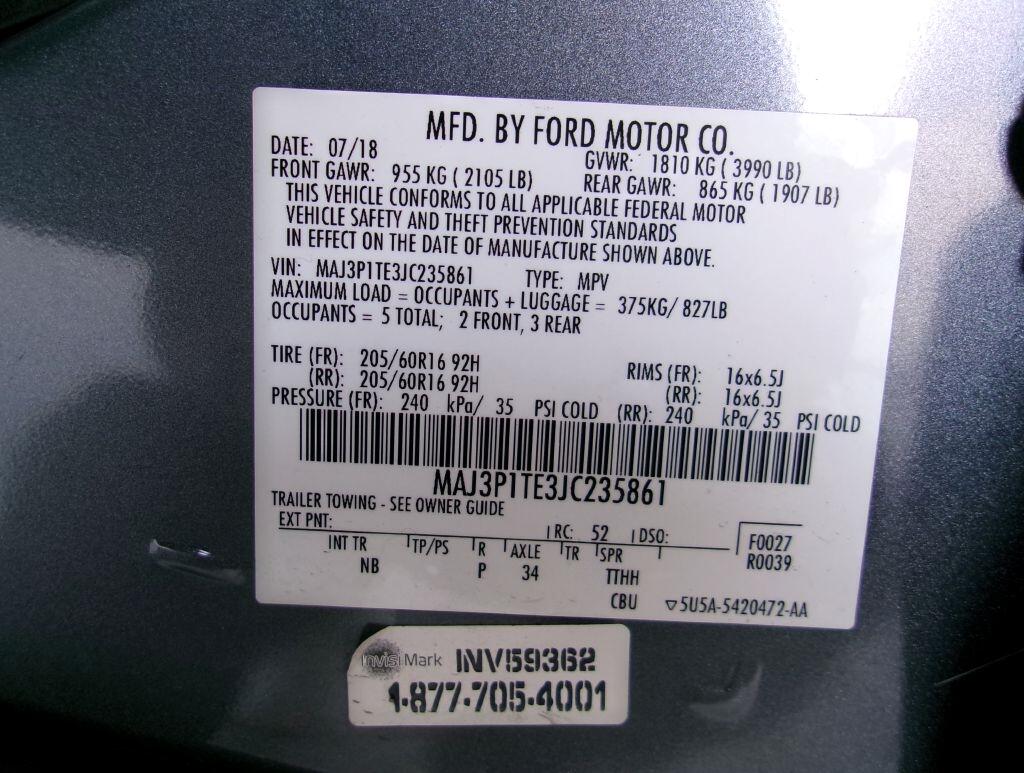 MFD. BY FORD MOTOR CO.
DATE: 07/18 GVWR: 1810 KG ( 3990 LB)
FRONT GAWR: 955 KG ( 2105 LB) REAR GAWR: 865 KG ( 1907 LB)
THIS VEHICLE CONFORMS TO ALL APPLICABLE FEDERAL MOTOR
VEHICLE SAFETY AND THEFT PREVENTION STANDARDS
IN EFFECT ON THE DATE OF MANUFACTURE SHOWN ABOVE.
VIN: MAJ3P1TE3JC235861 TYPE: MPV
MAXIMUM LOAD = OCCUPANTS + LUGGAGE = 375KG/ 827LB
OCCUPANTS = 5 TOTAL; 2 FRONT, 3 REAR
TIRE (FR): 205/60R16 92H RIMS (FR): 16x6.5J
(RR): 205/60R16 92H (RR): 16x6.5J
PRESSURE (FR): 240 kPa/ 35 PSI COLD (RR): 240 kPa/ 35 PSI COLD
MAJ3P1TE3JC235861
TRAILER TOWING - SEE OWNER GUIDE
EXT PNT: RC: 52 DSO: F0027
INT TR TP/PS R AXLE TR SPR R0039
NB P 34 TTHH
CBU ▽5U5A-5420472-AA
InvisiMark INV59362
1-877-705-4001